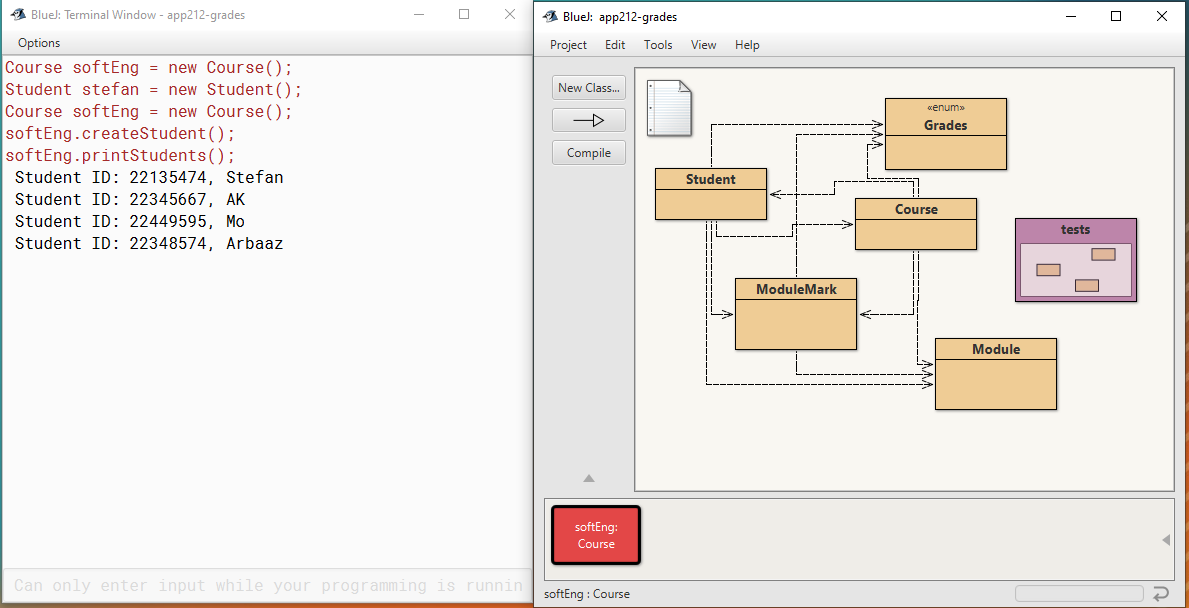 BlueJ: Terminal Window - app212-grades
Options
Course softEng = new Course();
Student stefan = new Student();
Course softEng = new Course();
softEng.createStudent();
softEng.printStudents();
Student ID: 22135474, Stefan
Student ID: 22345667, AK
Student ID: 22449595, Mo
Student ID: 22348574, Arbaaz
Can only enter input while your programming is runnin
BlueJ: app212-grades
Project Edit Tools View Help
New Class...
Compile
«enum»
Grades
Student
Course
tests
ModuleMark
Module
softEng:
Course
softEng : Course